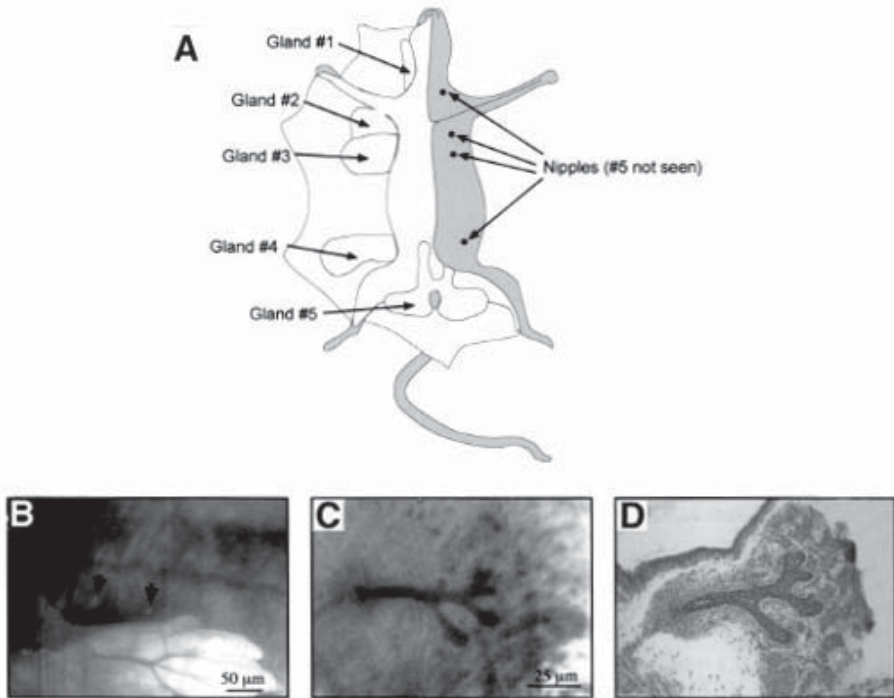 A
Gland #1
Gland #2
Gland #3
Nipples (#5 not seen)
Gland #4
Gland #5
B
50 µm
C
25 µm
D